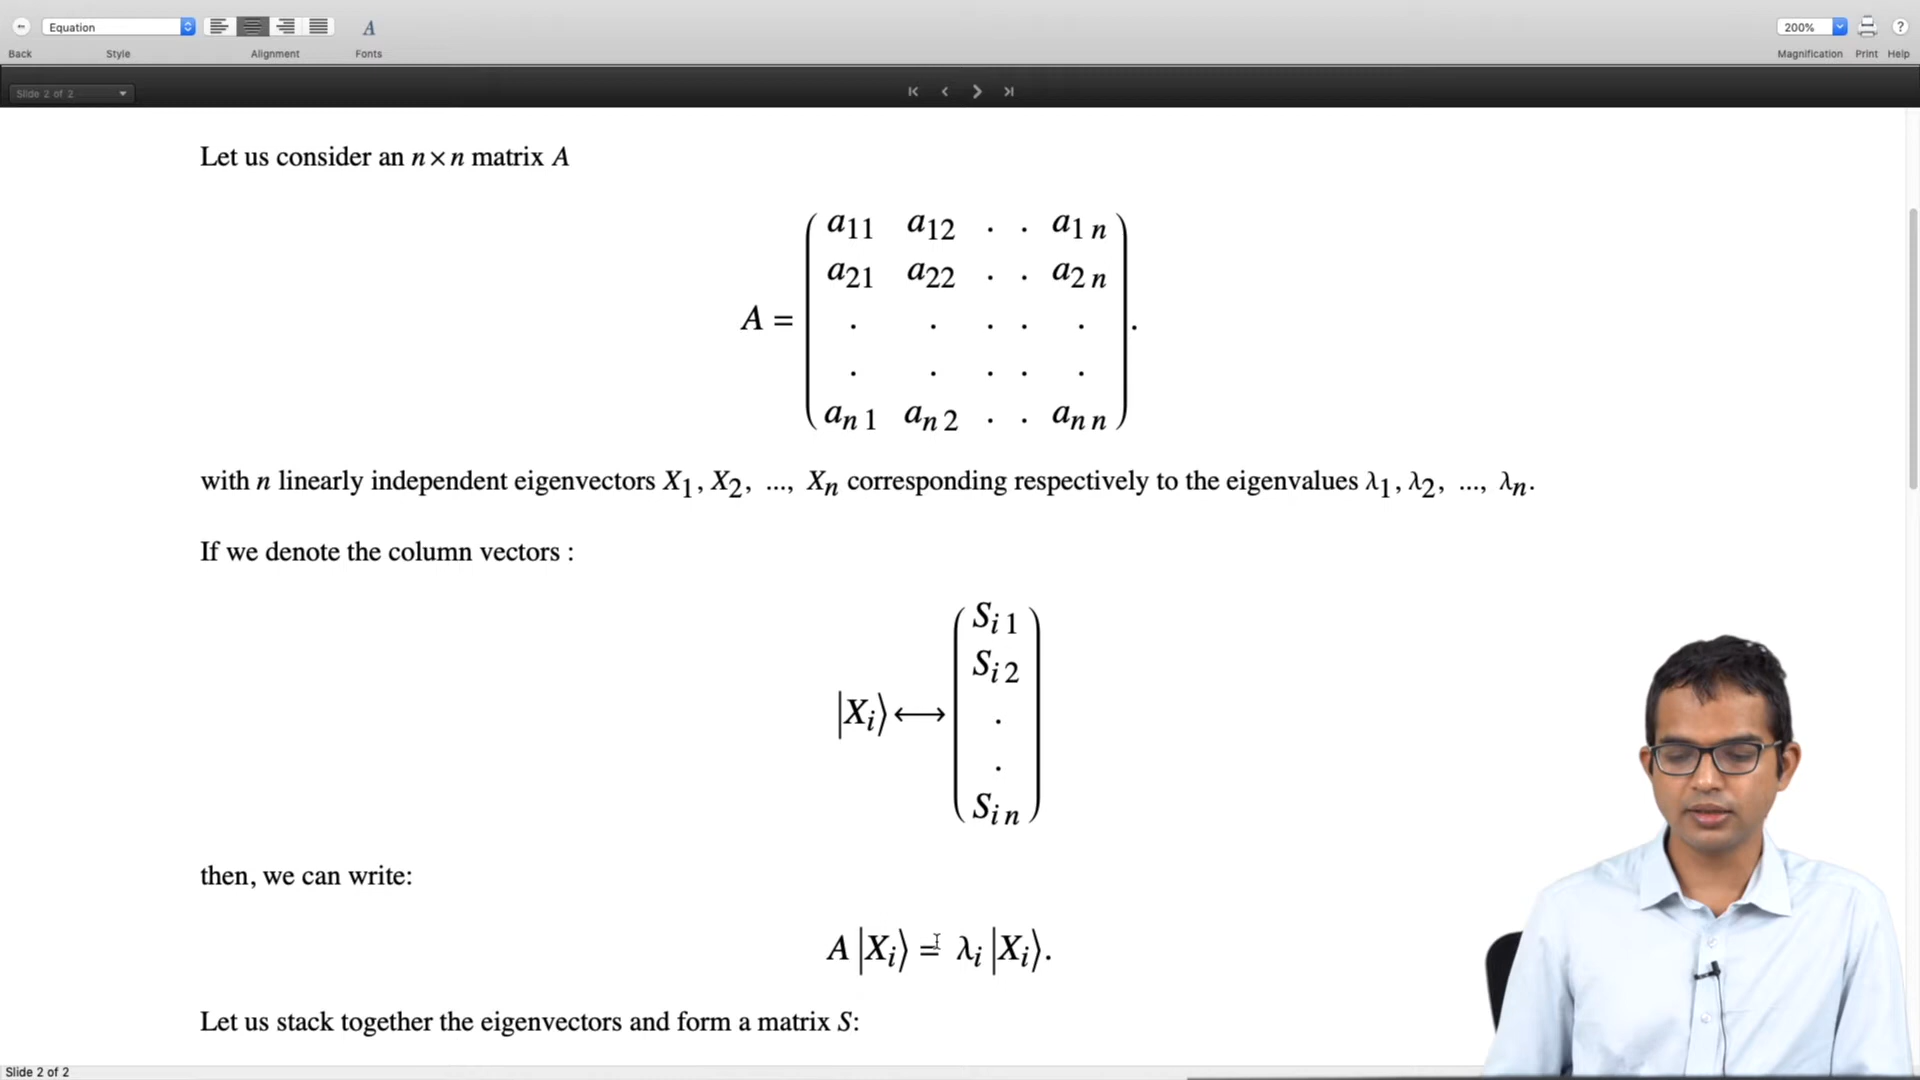 Equation
200%
Back Style Alignment Fonts Magnification Print Help
Slide 2 of 2
Let us consider an n×n matrix A
A = ( a11 a12 . . a1n
a21 a22 . . a2n
. . . . .
. . . . .
an1 an2 . . ann ) .
with n linearly independent eigenvectors X1, X2, ..., Xn corresponding respectively to the eigenvalues λ1, λ2, ..., λn.
If we denote the column vectors :
|Xi⟩ ⟷ ( Si1
Si2
.
.
Sin )
then, we can write:
A |Xi⟩ = λi |Xi⟩.
Let us stack together the eigenvectors and form a matrix S:
Slide 2 of 2